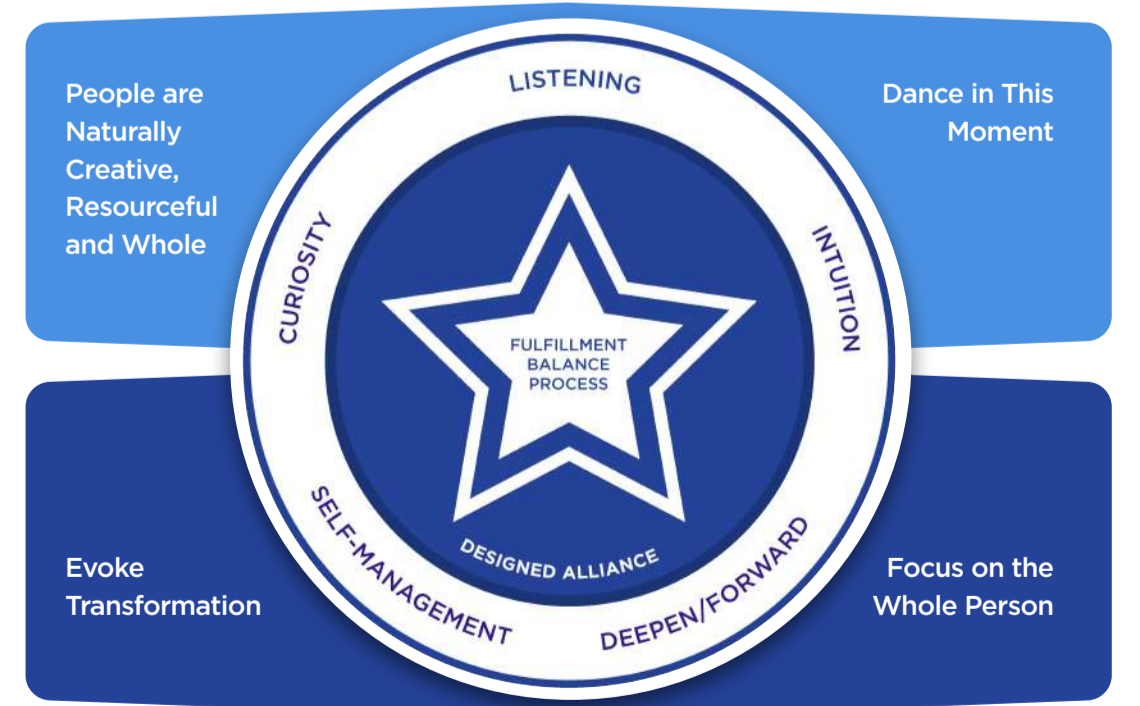 People are
Naturally
Creative,
Resourceful
and Whole
Dance in This
Moment
LISTENING
CURIOSITY
INTUITION
FULFILLMENT
BALANCE
PROCESS
DESIGNED ALLIANCE
SELF-MANAGEMENT
DEEPEN/FORWARD
Evoke
Transformation
Focus on the
Whole Person